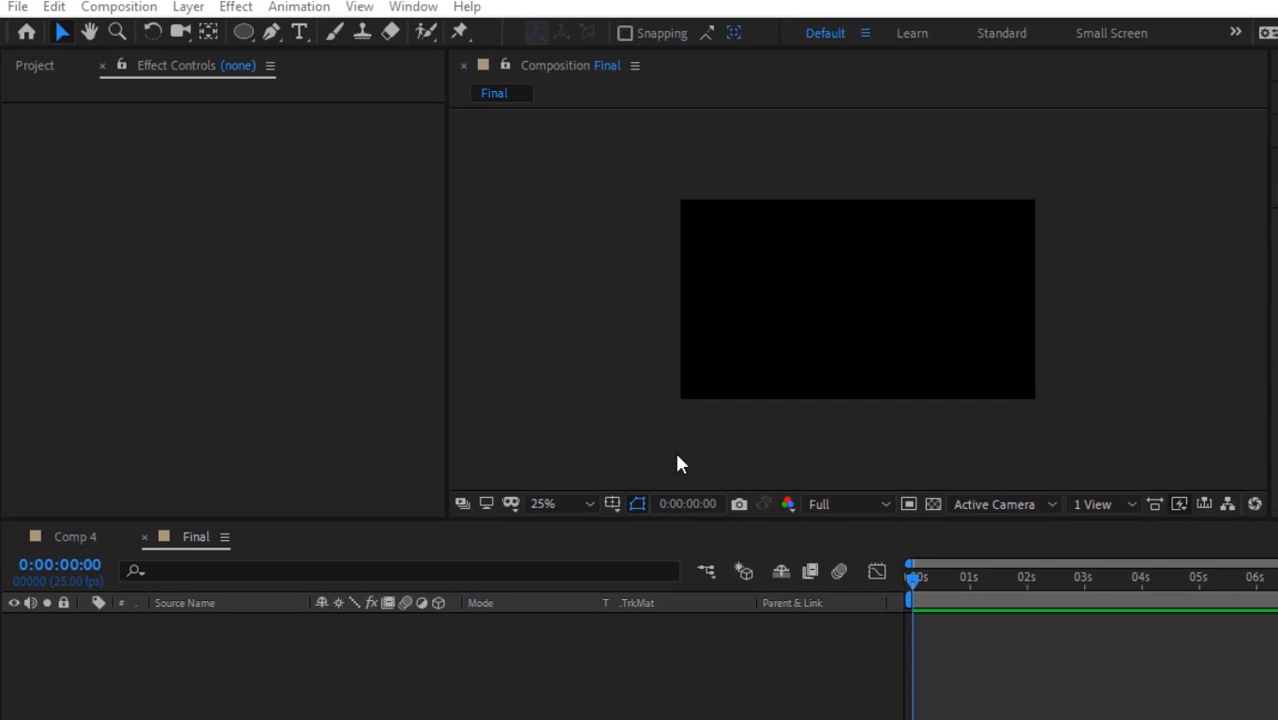 File Edit Composition Layer Effect Animation View Window Help
Snapping Default Learn Standard Small Screen
Project Effect Controls (none) Composition Final
Final
25% 0:00:00:00 Full Active Camera 1 View
Comp 4 Final
0:00:00:00
00000 (25.00 fps)
00s 01s 02s 03s 04s 05s 06s
# . Source Name fx Mode T .TrkMat Parent & Link